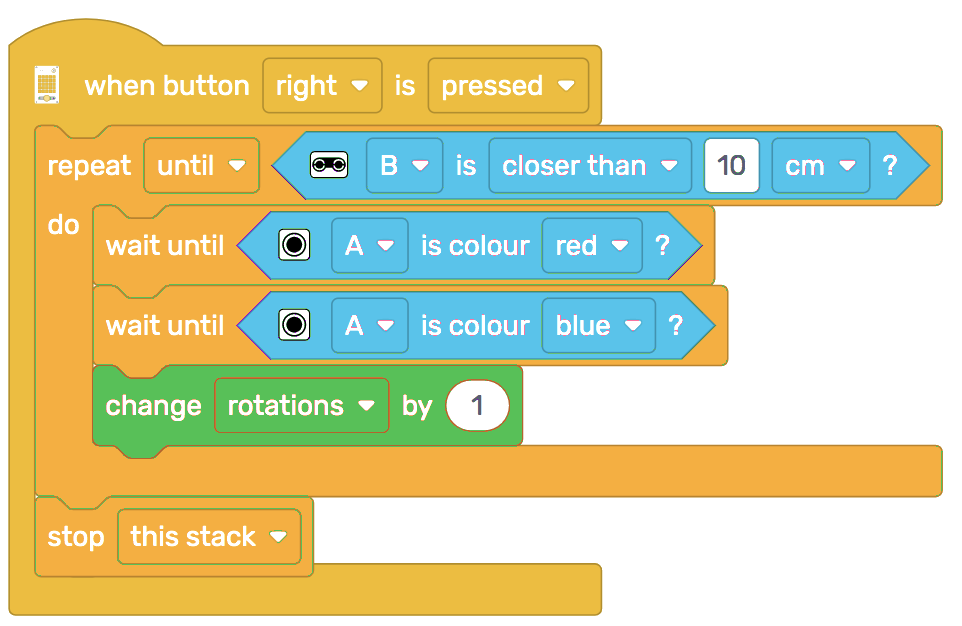 when button right is pressed
repeat until B is closer than 10 cm ?
do
wait until A is colour red ?
wait until A is colour blue ?
change rotations by 1
stop this stack